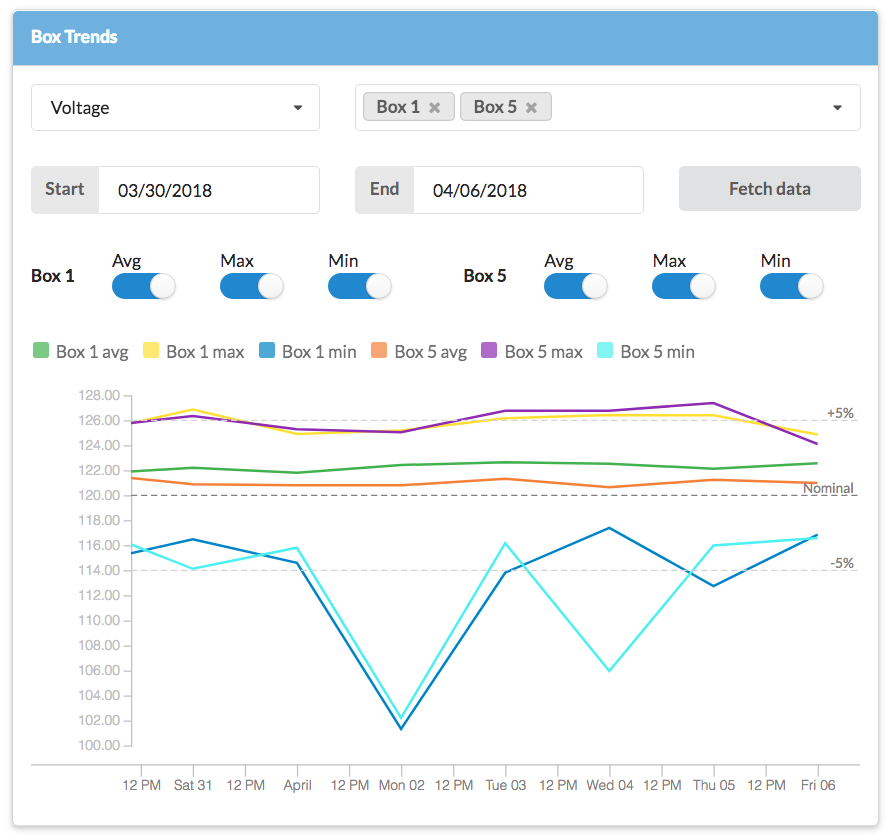 Box Trends
Voltage Box 1 × Box 5 ×
Start 03/30/2018 End 04/06/2018 Fetch data
Avg Max Min Avg Max Min
Box 1 Box 5
Box 1 avg Box 1 max Box 1 min Box 5 avg Box 5 max Box 5 min
128.00
126.00 +5%
124.00
122.00
120.00 Nominal
118.00
116.00
114.00 -5%
112.00
110.00
108.00
106.00
104.00
102.00
100.00
12 PM Sat 31 12 PM April 12 PM Mon 02 12 PM Tue 03 12 PM Wed 04 12 PM Thu 05 12 PM Fri 06